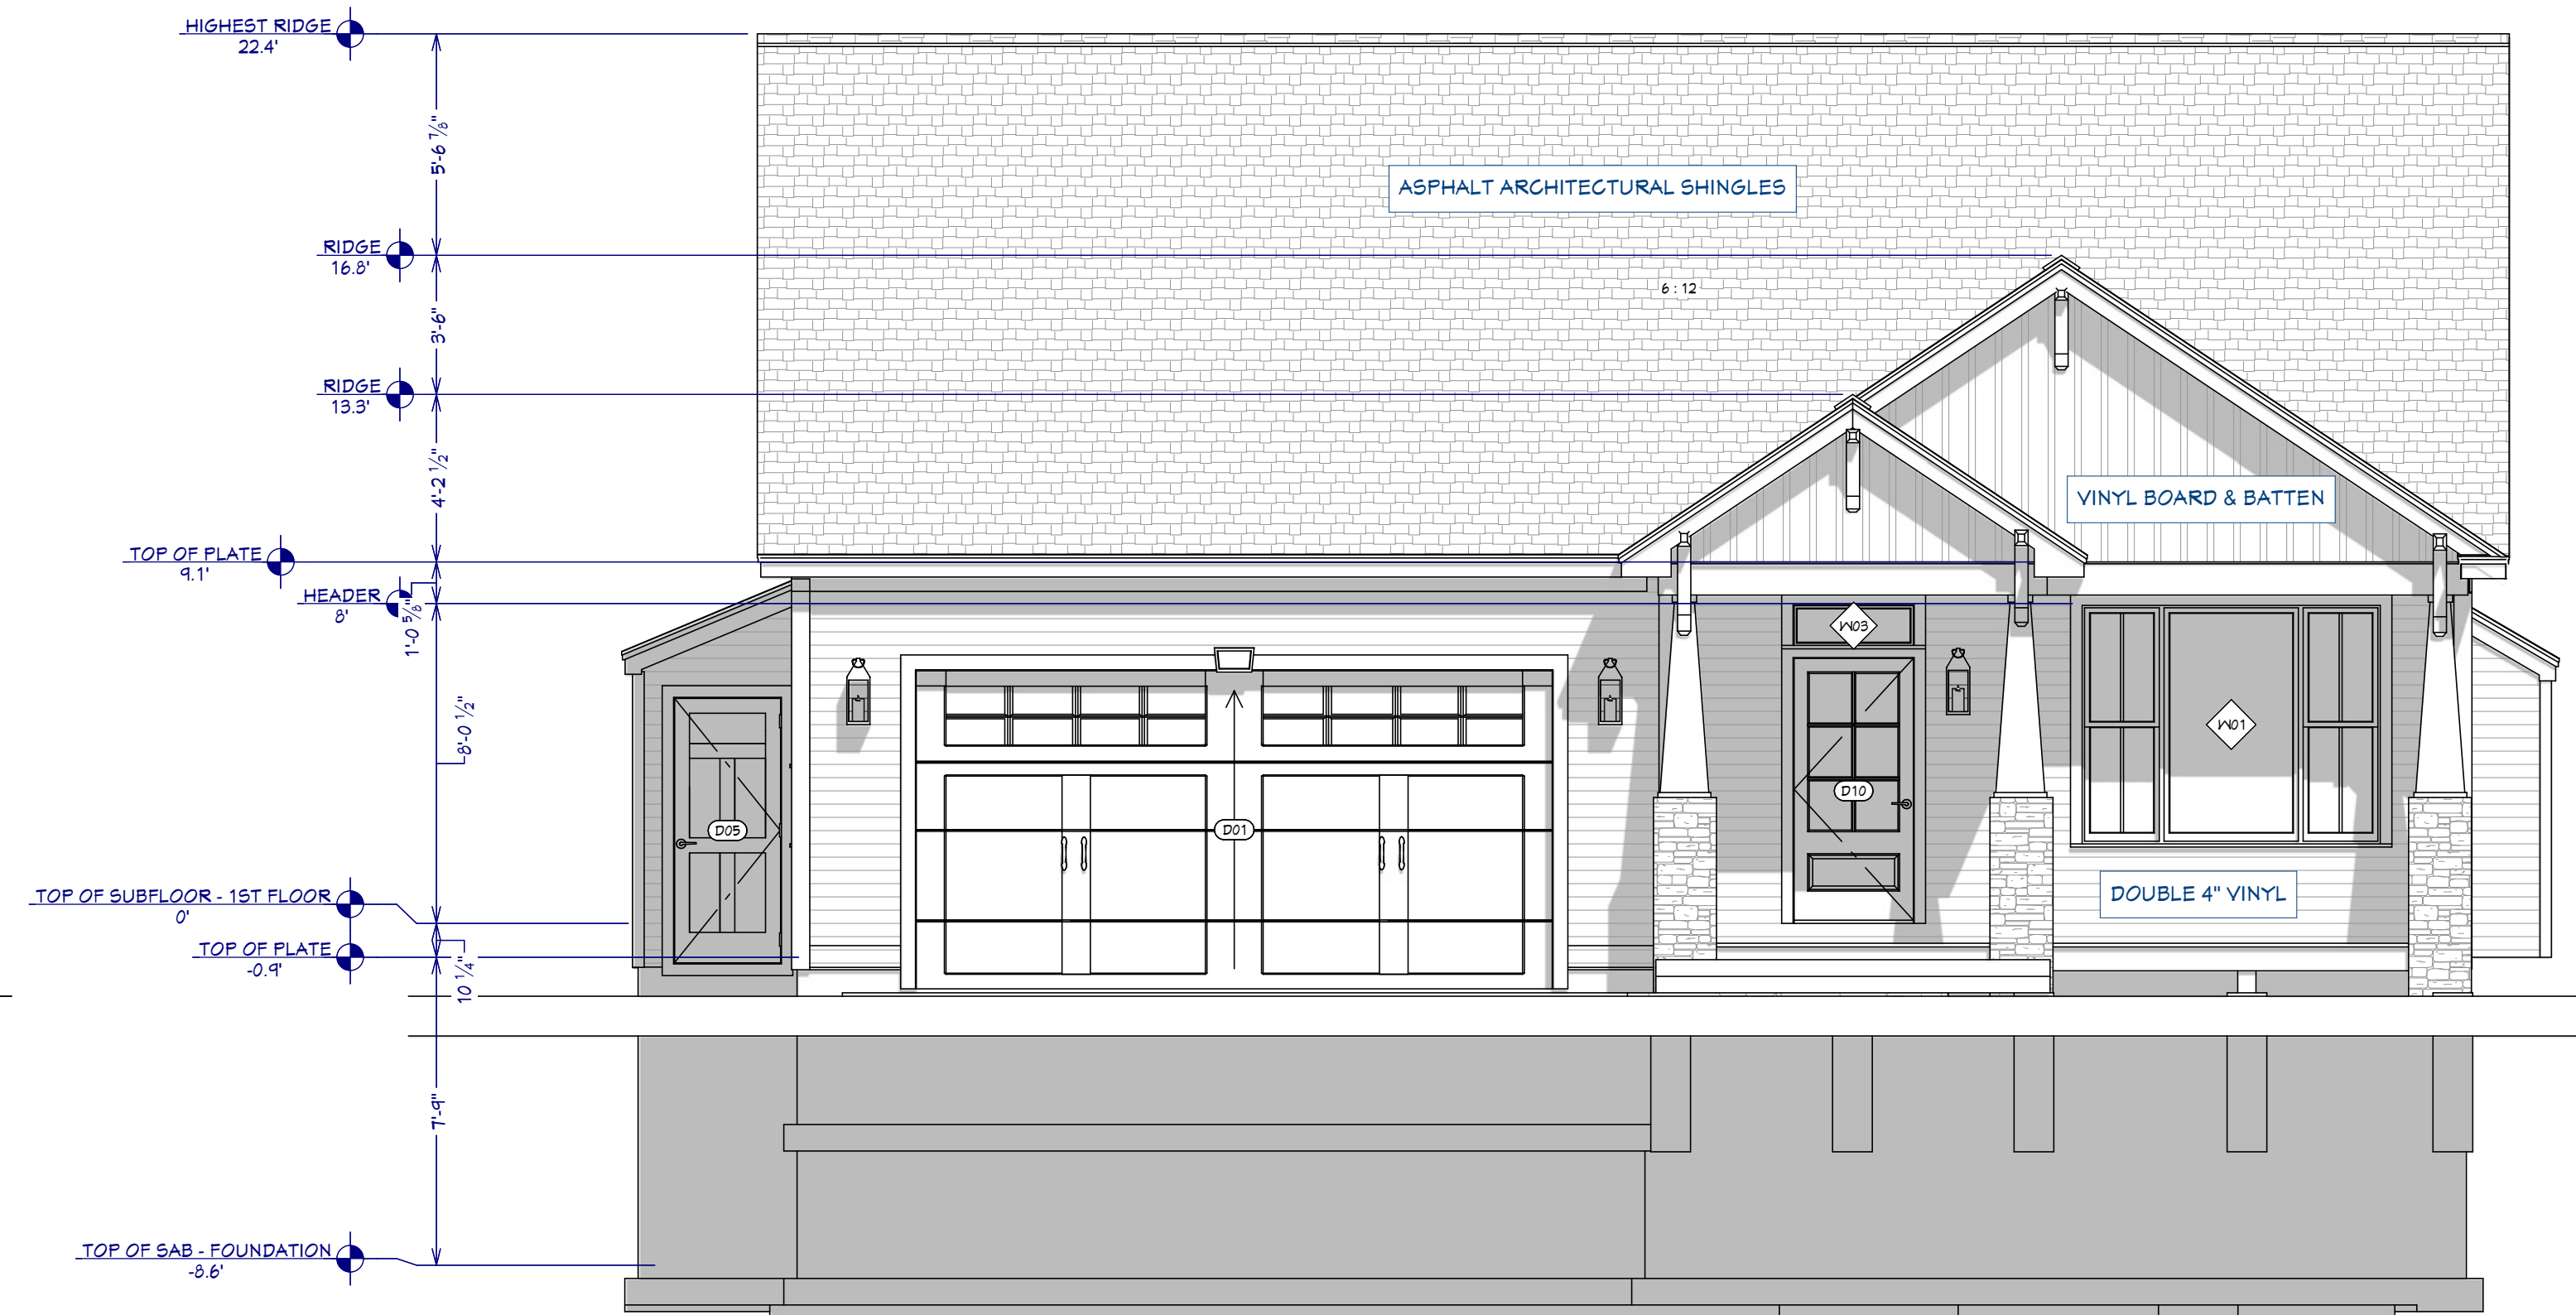 HIGHEST RIDGE
22.4'
5'-6 7/8"
ASPHALT ARCHITECTURAL SHINGLES
RIDGE
16.8'
6 : 12
3'-6"
RIDGE
13.3'
4'-2 1/2"
VINYL BOARD & BATTEN
TOP OF PLATE
9.1'
HEADER
8'
1'-0 5/8"
W03
8'-0 1/2"
W01
D10
D05
D01
TOP OF SUBFLOOR - 1ST FLOOR
0'
DOUBLE 4" VINYL
TOP OF PLATE
-0.9'
10 1/4"
7'-9"
TOP OF SAB - FOUNDATION
-8.6'